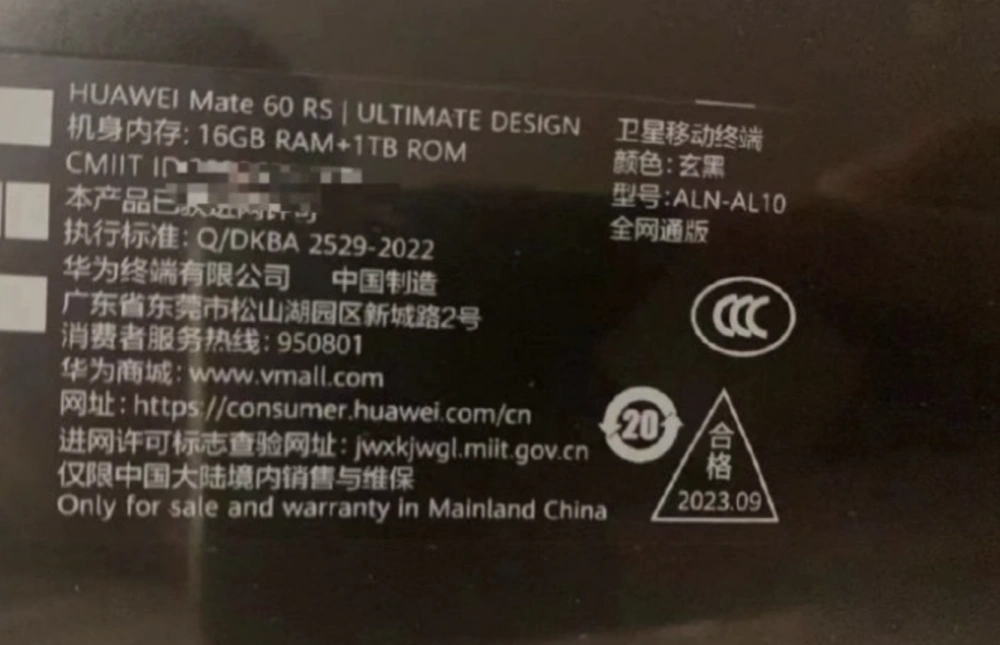 HUAWEI Mate 60 RS | ULTIMATE DESIGN
机身内存: 16GB RAM+1TB ROM
CMIIT ID
本产品已获进网许可
执行标准: Q/DKBA 2529-2022
华为终端有限公司 中国制造
广东省东莞市松山湖园区新城路2号
消费者服务热线: 950801
华为商城: www.vmall.com
网址: https://consumer.huawei.com/cn
进网许可标志查验网址: jwxkjwgl.miit.gov.cn
仅限中国大陆境内销售与维保
Only for sale and warranty in Mainland China
卫星移动终端
颜色: 玄黑
型号: ALN-AL10
全网通版
CCC
20
合格
2023.09